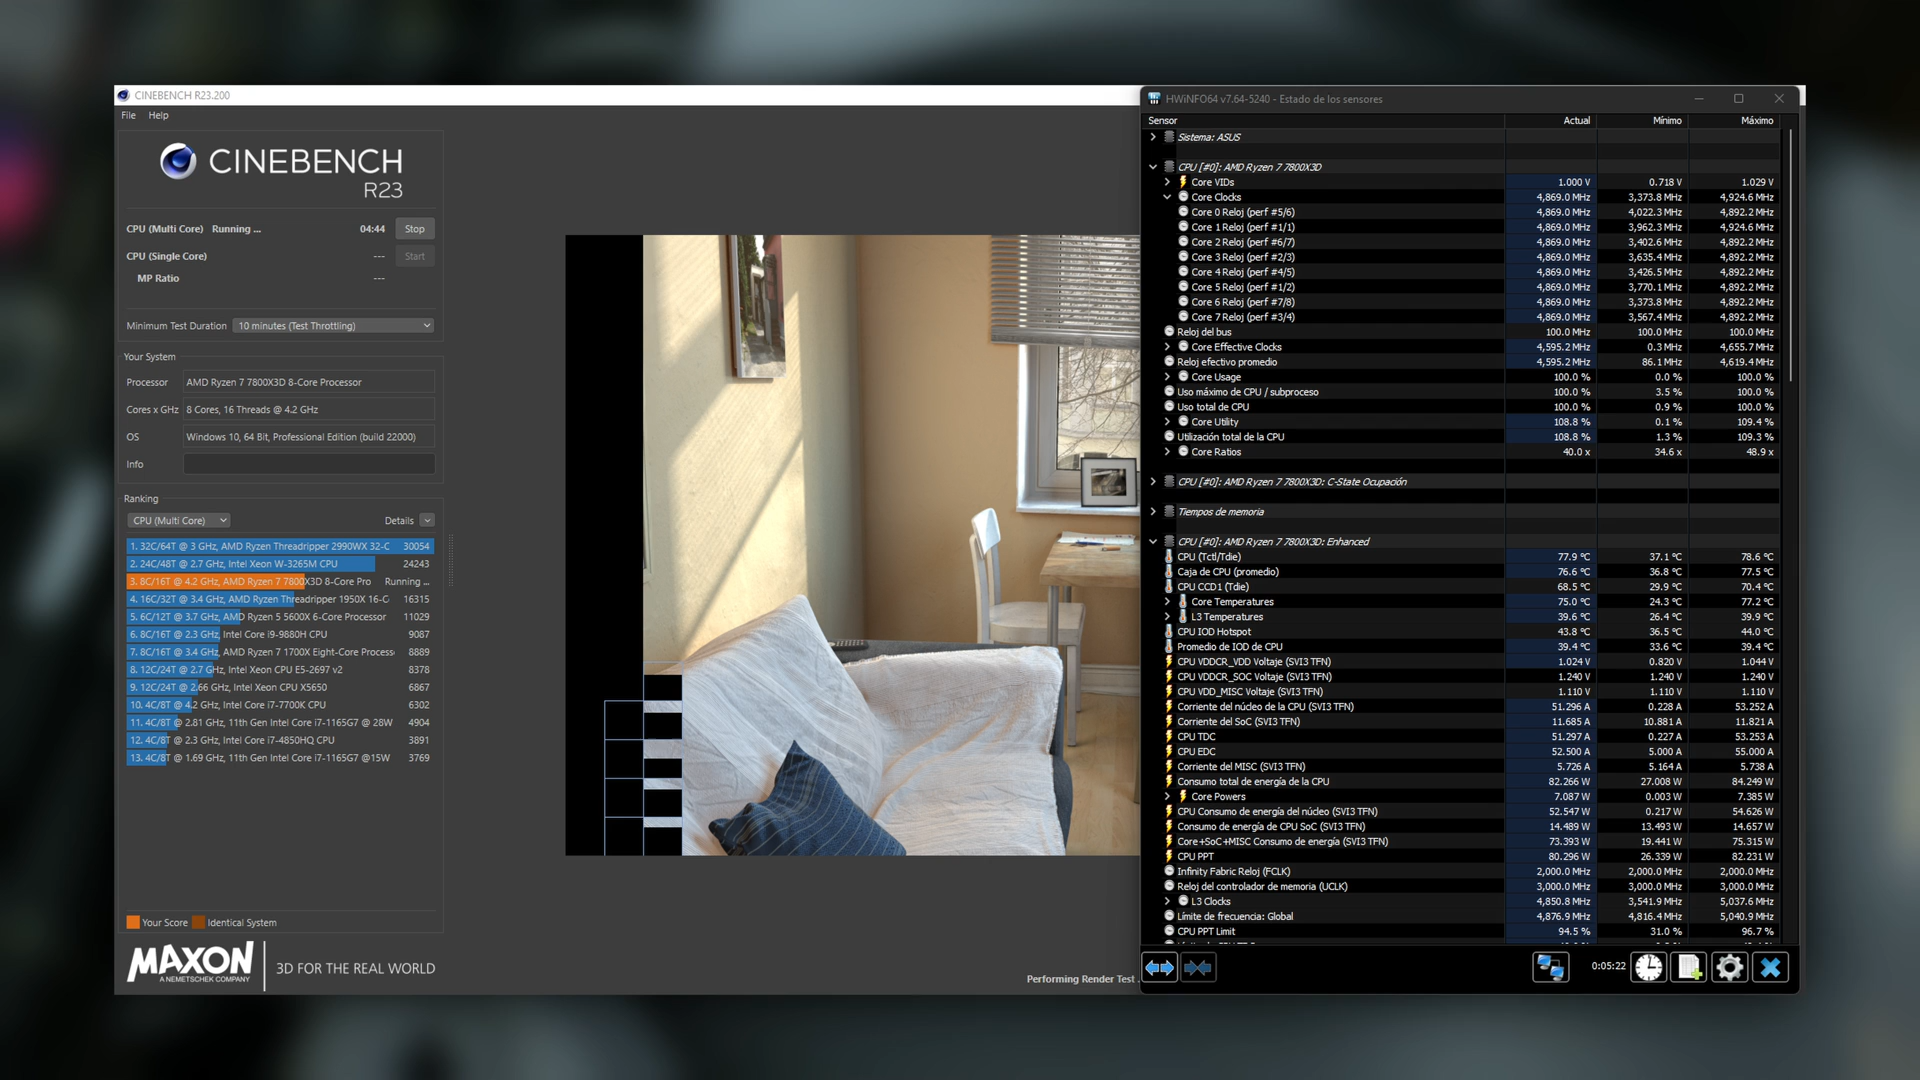 CINEBENCH R23.200
File Help
CINEBENCH
R23
CPU (Multi Core) Running ... 04:44 Stop
CPU (Single Core) --- Start
MP Ratio ---
Minimum Test Duration 10 minutes (Test Throttling)
Your System
Processor AMD Ryzen 7 7800X3D 8-Core Processor
Cores x GHz 8 Cores, 16 Threads @ 4.2 GHz
OS Windows 10, 64 Bit, Professional Edition (build 22000)
Info
Ranking
CPU (Multi Core) Details
1. 32C/64T @ 3 GHz, AMD Ryzen Threadripper 2990WX 32-C 30054
2. 24C/48T @ 2.7 GHz, Intel Xeon W-3265M CPU 24243
3. 8C/16T @ 4.2 GHz, AMD Ryzen 7 7800X3D 8-Core Pro Running ...
4. 16C/32T @ 3.4 GHz, AMD Ryzen Threadripper 1950X 16-C 16315
5. 6C/12T @ 3.7 GHz, AMD Ryzen 5 5600X 6-Core Processor 11029
6. 8C/16T @ 2.3 GHz, Intel Core i9-9880H CPU 9087
7. 8C/16T @ 3.4 GHz, AMD Ryzen 7 1700X Eight-Core Process 8889
8. 12C/24T @ 2.7 GHz, Intel Xeon CPU E5-2697 v2 8378
9. 12C/24T @ 2.66 GHz, Intel Xeon CPU X5650 6867
10. 4C/8T @ 4.2 GHz, Intel Core i7-7700K CPU 6302
11. 4C/8T @ 2.81 GHz, 11th Gen Intel Core i7-1165G7 @ 28W 4904
12. 4C/8T @ 2.3 GHz, Intel Core i7-4850HQ CPU 3891
13. 4C/8T @ 1.69 GHz, 11th Gen Intel Core i7-1165G7 @15W 3769
Your Score Identical System
MAXON
A NEMETSCHEK COMPANY
3D FOR THE REAL WORLD
Performing Render Test .
HWiNFO64 v7.64-5240 - Estado de los sensores
Sensor Actual Mínimo Máximo
Sistema: ASUS
CPU [#0]: AMD Ryzen 7 7800X3D
Core VIDs 1.000 V 0.718 V 1.029 V
Core Clocks 4,869.0 MHz 3,373.8 MHz 4,924.6 MHz
Core 0 Reloj (perf #5/6) 4,869.0 MHz 4,022.3 MHz 4,892.2 MHz
Core 1 Reloj (perf #1/1) 4,869.0 MHz 3,962.3 MHz 4,924.6 MHz
Core 2 Reloj (perf #6/7) 4,869.0 MHz 3,402.6 MHz 4,892.2 MHz
Core 3 Reloj (perf #2/3) 4,869.0 MHz 3,635.4 MHz 4,892.2 MHz
Core 4 Reloj (perf #4/5) 4,869.0 MHz 3,426.5 MHz 4,892.2 MHz
Core 5 Reloj (perf #1/2) 4,869.0 MHz 3,770.1 MHz 4,892.2 MHz
Core 6 Reloj (perf #7/8) 4,869.0 MHz 3,373.8 MHz 4,892.2 MHz
Core 7 Reloj (perf #3/4) 4,869.0 MHz 3,567.4 MHz 4,892.2 MHz
Reloj del bus 100.0 MHz 100.0 MHz 100.0 MHz
Core Effective Clocks 4,595.2 MHz 0.3 MHz 4,655.7 MHz
Reloj efectivo promedio 4,595.2 MHz 86.1 MHz 4,619.4 MHz
Core Usage 100.0 % 0.0 % 100.0 %
Uso máximo de CPU / subproceso 100.0 % 3.5 % 100.0 %
Uso total de CPU 100.0 % 0.9 % 100.0 %
Core Utility 108.8 % 0.1 % 109.4 %
Utilización total de la CPU 108.8 % 1.3 % 109.3 %
Core Ratios 40.0 x 34.6 x 48.9 x
CPU [#0]: AMD Ryzen 7 7800X3D: C-State Ocupación
Tiempos de memoria
CPU [#0]: AMD Ryzen 7 7800X3D: Enhanced
CPU (Tctl/Tdie) 77.9 ºC 37.1 ºC 78.6 ºC
Caja de CPU (promedio) 76.6 ºC 36.8 ºC 77.5 ºC
CPU CCD1 (Tdie) 68.5 ºC 29.9 ºC 70.4 ºC
Core Temperatures 75.0 ºC 24.3 ºC 77.2 ºC
L3 Temperatures 39.6 ºC 26.4 ºC 39.9 ºC
CPU IOD Hotspot 43.8 ºC 36.5 ºC 44.0 ºC
Promedio de IOD de CPU 39.4 ºC 33.6 ºC 39.4 ºC
CPU VDDCR_VDD Voltaje (SVI3 TFN) 1.024 V 0.820 V 1.044 V
CPU VDDCR_SOC Voltaje (SVI3 TFN) 1.240 V 1.240 V 1.240 V
CPU VDD_MISC Voltaje (SVI3 TFN) 1.110 V 1.110 V 1.110 V
Corriente del núcleo de la CPU (SVI3 TFN) 51.296 A 0.228 A 53.252 A
Corriente del SoC (SVI3 TFN) 11.685 A 10.881 A 11.821 A
CPU TDC 51.297 A 0.227 A 53.253 A
CPU EDC 52.500 A 5.000 A 55.000 A
Corriente del MISC (SVI3 TFN) 5.726 A 5.164 A 5.738 A
Consumo total de energía de la CPU 82.266 W 27.008 W 84.249 W
Core Powers 7.087 W 0.003 W 7.385 W
CPU Consumo de energía del núcleo (SVI3 TFN) 52.547 W 0.217 W 54.626 W
Consumo de energía de CPU SoC (SVI3 TFN) 14.489 W 13.493 W 14.657 W
Core+SoC+MISC Consumo de energía (SVI3 TFN) 73.393 W 19.441 W 75.315 W
CPU PPT 80.296 W 26.339 W 82.231 W
Infinity Fabric Reloj (FCLK) 2,000.0 MHz 2,000.0 MHz 2,000.0 MHz
Reloj del controlador de memoria (UCLK) 3,000.0 MHz 3,000.0 MHz 3,000.0 MHz
L3 Clocks 4,850.8 MHz 3,541.9 MHz 5,037.6 MHz
Límite de frecuencia: Global 4,876.9 MHz 4,816.4 MHz 5,040.9 MHz
CPU PPT Limit 94.5 % 31.0 % 96.7 %
0:05:22